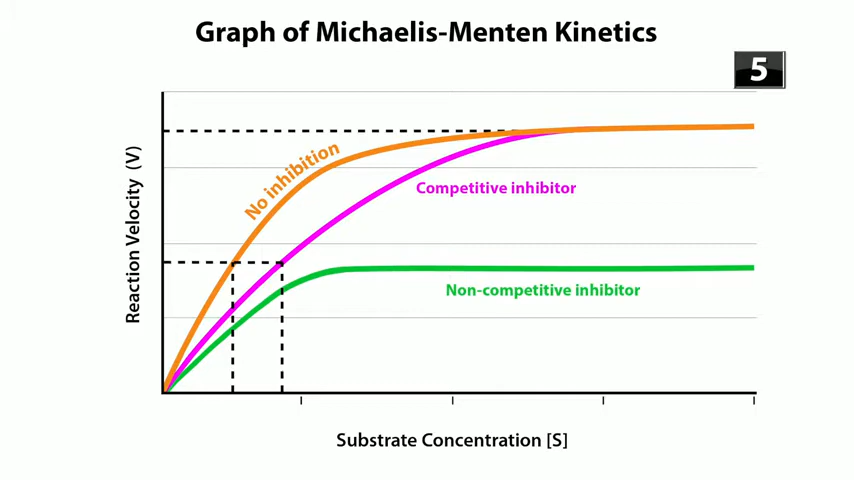 Graph of Michaelis-Menten Kinetics
5
No inhibition
Competitive inhibitor
Non-competitive inhibitor
Reaction Velocity (V)
Substrate Concentration [S]